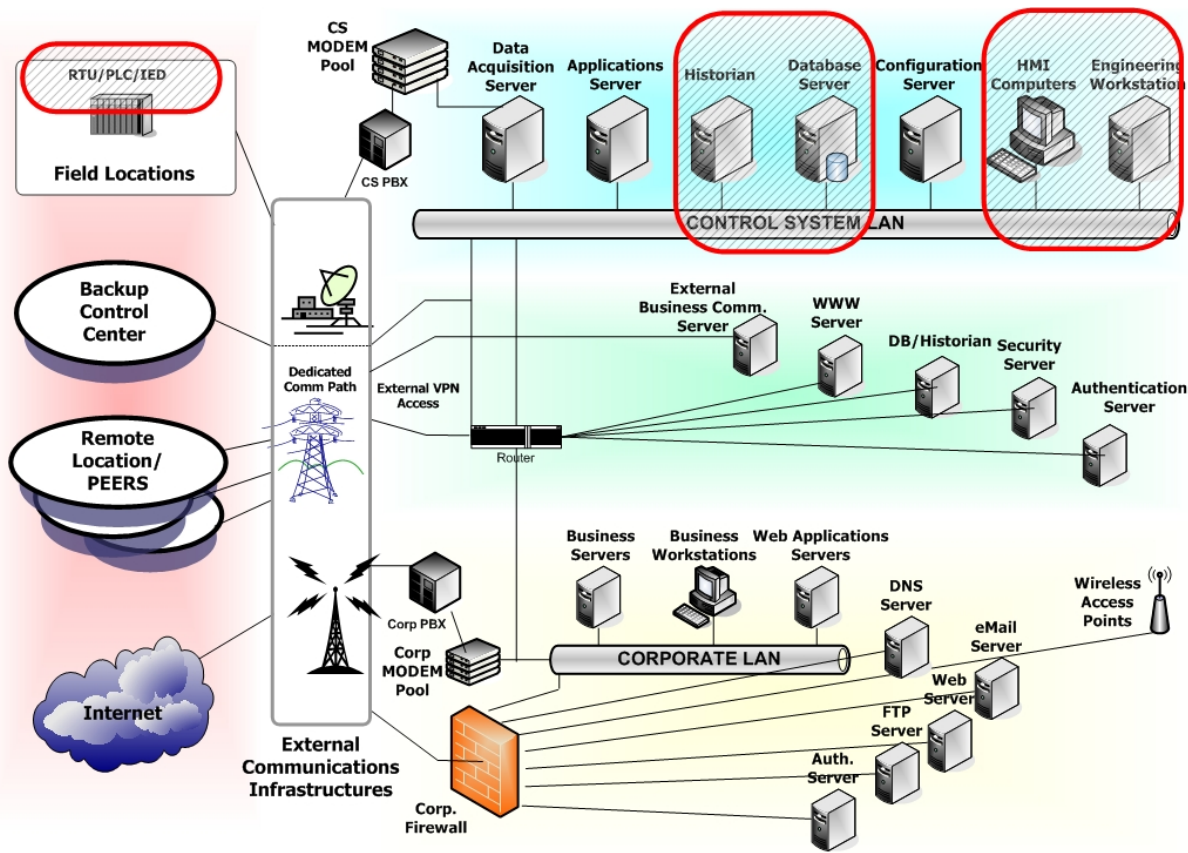 CS
MODEM
Pool
Data
Acquisition
Server
Applications
Server
Historian
Database
Server
Configuration
Server
HMI
Computers
Engineering
Workstation
RTU/PLC/IED
Field Locations
CS PBX
CONTROL SYSTEM LAN
Backup
Control
Center
External
Business Comm.
Server
WWW
Server
DB/Historian
Security
Server
Authentication
Server
Dedicated
Comm Path
External VPN
Access
Router
Remote
Location/
PEERS
Business
Servers
Business
Workstations
Web Applications
Servers
DNS
Server
Wireless
Access
Points
eMail
Server
Corp PBX
Corp
MODEM
Pool
CORPORATE LAN
Web
Server
FTP
Server
Auth.
Server
Internet
External
Communications
Infrastructures
Corp.
Firewall